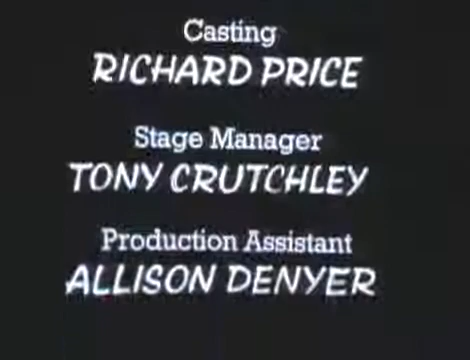 Casting
RICHARD PRICE
Stage Manager
TONY CRUTCHLEY
Production Assistant
ALLISON DENYER